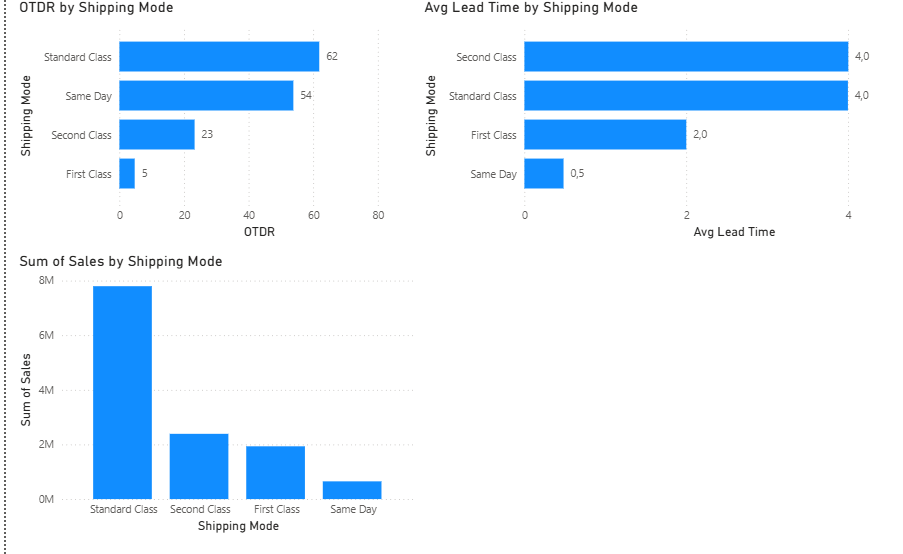 OTDR by Shipping Mode
Shipping Mode
Standard Class 62
Same Day 54
Second Class 23
First Class 5
0 20 40 60 80
OTDR
Avg Lead Time by Shipping Mode
Shipping Mode
Second Class 4,0
Standard Class 4,0
First Class 2,0
Same Day 0,5
0 2 4
Avg Lead Time
Sum of Sales by Shipping Mode
Sum of Sales
8M
6M
4M
2M
0M
Standard Class Second Class First Class Same Day
Shipping Mode